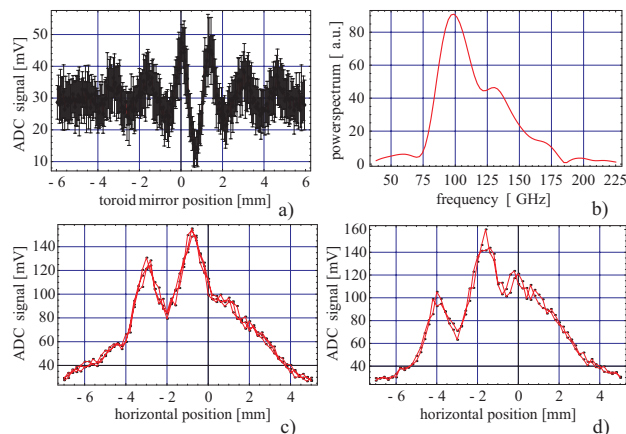 50
40
30
20
10
ADC signal [mV]
-6 -4 -2 0 2 4 6
toroid mirror position [mm]
a)
80
60
40
20
0
powerspectrum [ a.u.]
50 75 100 125 150 175 200 225
frequency [ GHz]
b)
140
120
100
80
60
40
ADC signal [mV]
-6 -4 -2 0 2 4
horizontal position [mm]
c)
160
140
120
100
80
60
40
ADC signal [mV]
-6 -4 -2 0 2 4
horizontal position [mm]
d)